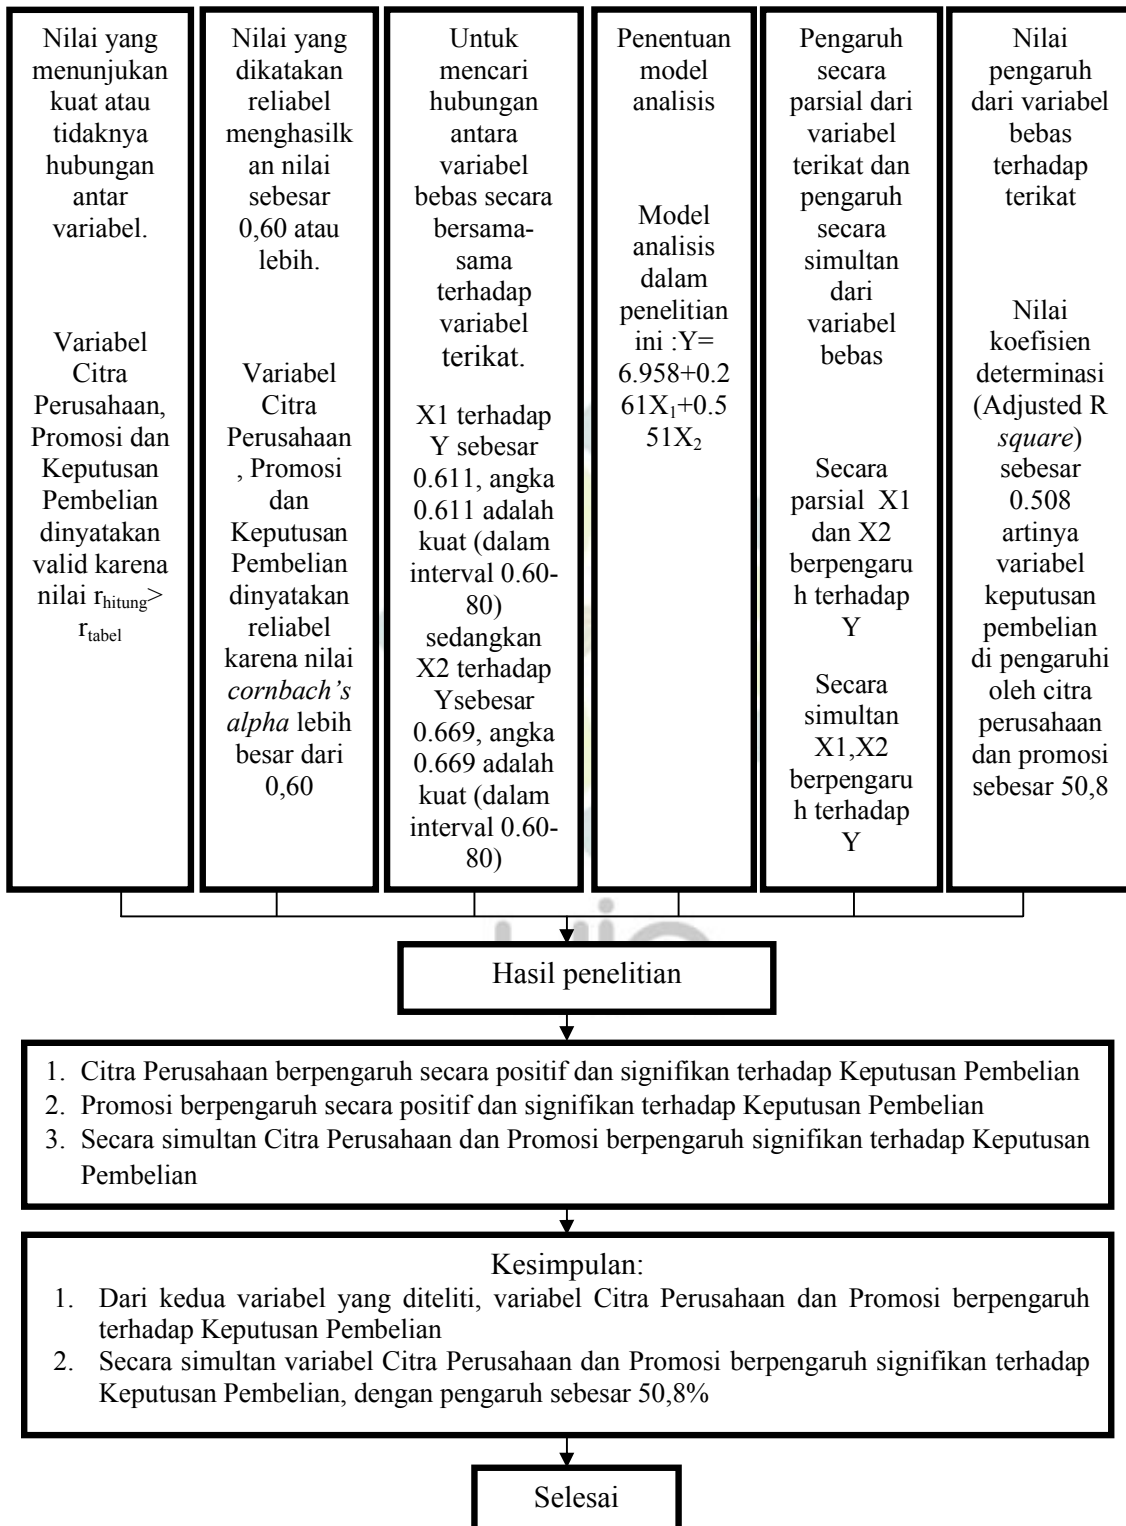 Nilai yang
menunjukan
kuat atau
tidaknya
hubungan
antar
variabel.
Variabel
Citra
Perusahaan,
Promosi dan
Keputusan
Pembelian
dinyatakan
valid karena
nilai rhitung>
rtabel
Nilai yang
dikatakan
reliabel
menghasilk
an nilai
sebesar
0,60 atau
lebih.
Variabel
Citra
Perusahaan
, Promosi
dan
Keputusan
Pembelian
dinyatakan
reliabel
karena nilai
cornbach’s
alpha lebih
besar dari
0,60
Untuk
mencari
hubungan
antara
variabel
bebas secara
bersama-
sama
terhadap
variabel
terikat.
X1 terhadap
Y sebesar
0.611, angka
0.611 adalah
kuat (dalam
interval 0.60-
80)
sedangkan
X2 terhadap
Ysebesar
0.669, angka
0.669 adalah
kuat (dalam
interval 0.60-
80)
Penentuan
model
analisis
Model
analisis
dalam
penelitian
ini :Y=
6.958+0.2
61X₁+0.5
51X₂
Pengaruh
secara
parsial dari
variabel
terikat dan
pengaruh
secara
simultan
dari
variabel
bebas
Secara
parsial X1
dan X2
berpengaru
h terhadap
Y
Secara
simultan
X1,X2
berpengaru
h terhadap
Y
Nilai
pengaruh
dari variabel
bebas
terhadap
terikat
Nilai
koefisien
determinasi
(Adjusted R
square)
sebesar
0.508
artinya
variabel
keputusan
pembelian
di pengaruhi
oleh citra
perusahaan
dan promosi
sebesar 50,8
Hasil penelitian
1. Citra Perusahaan berpengaruh secara positif dan signifikan terhadap Keputusan Pembelian
2. Promosi berpengaruh secara positif dan signifikan terhadap Keputusan Pembelian
3. Secara simultan Citra Perusahaan dan Promosi berpengaruh signifikan terhadap Keputusan
Pembelian
Kesimpulan:
1. Dari kedua variabel yang diteliti, variabel Citra Perusahaan dan Promosi berpengaruh
terhadap Keputusan Pembelian
2. Secara simultan variabel Citra Perusahaan dan Promosi berpengaruh signifikan terhadap
Keputusan Pembelian, dengan pengaruh sebesar 50,8%
Selesai